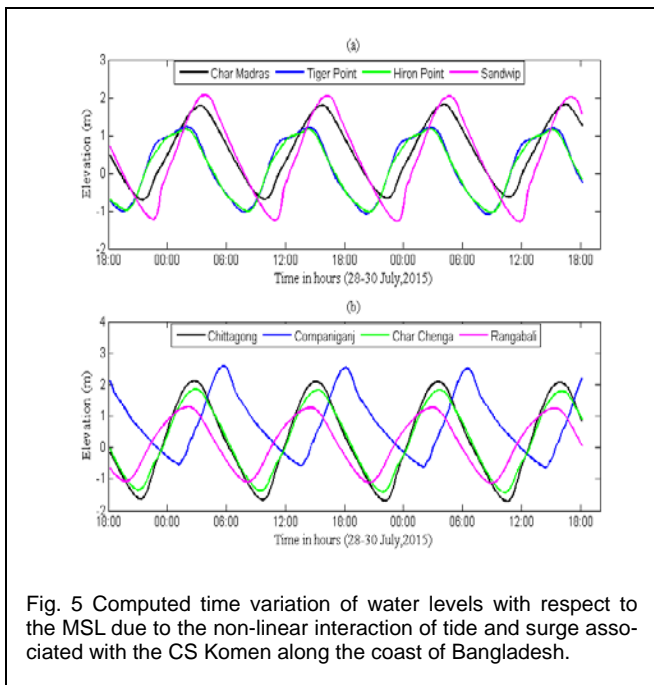 (a)
Char Madras Tiger Point Hiron Point Sandwip
3
2
1
0
-1
-2
Elevation (m)
18:00 00:00 06:00 12:00 18:00 00:00 06:00 12:00 18:00
Time in hours (28-30 July,2015)
(b)
Chittagong Companiganj Char Chenga Rangabali
4
3
2
1
0
-1
-2
Elevation (m)
18:00 00:00 06:00 12:00 18:00 00:00 06:00 12:00 18:00
Time in hours (28-30 July,2015)
Fig. 5 Computed time variation of water levels with respect to
the MSL due to the non-linear interaction of tide and surge asso-
ciated with the CS Komen along the coast of Bangladesh.